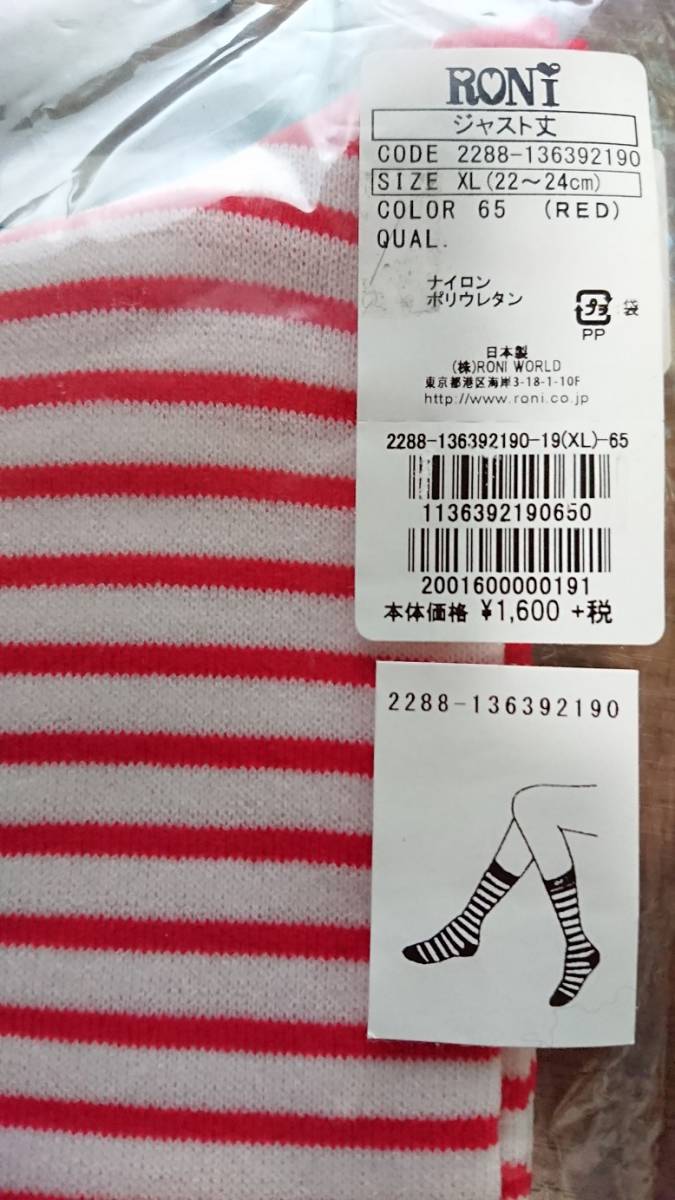 RONi
ジャスト丈
CODE 2288-136392190
SIZE XL(22～24cm)
COLOR 65 (RED)
QUAL.
ナイロン
ポリウレタン
プラ 袋
PP
日本製
(株)RONI WORLD
東京都港区海岸3-18-1-10F
http://www.roni.co.jp
2288-136392190-19(XL)-65
1136392190650
2001600000191
本体価格 ¥1,600 +税
2288-136392190